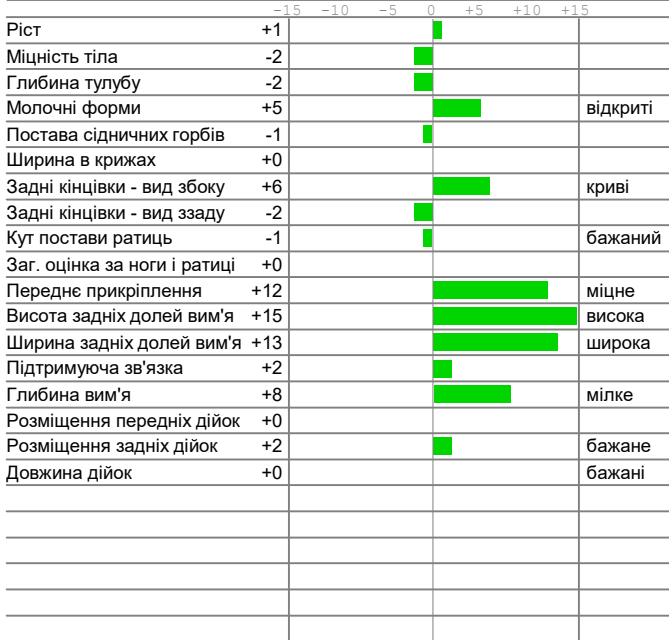 -15 -10 -5 0 +5 +10 +15
Ріст +1
Міцність тіла -2
Глибина тулубу -2
Молочні форми +5 відкриті
Постава сідничних горбів -1
Ширина в крижах +0
Задні кінцівки - вид збоку +6 криві
Задні кінцівки - вид ззаду -2
Кут постави ратиць -1 бажаний
Заг. оцінка за ноги і ратиці +0
Переднє прикріплення +12 міцне
Висота задніх долей вим'я +15 висока
Ширина задніх долей вим'я +13 широка
Підтримуюча зв'язка +2
Глибина вим'я +8 мілке
Розміщення передніх дійок +0
Розміщення задніх дійок +2 бажане
Довжина дійок +0 бажані